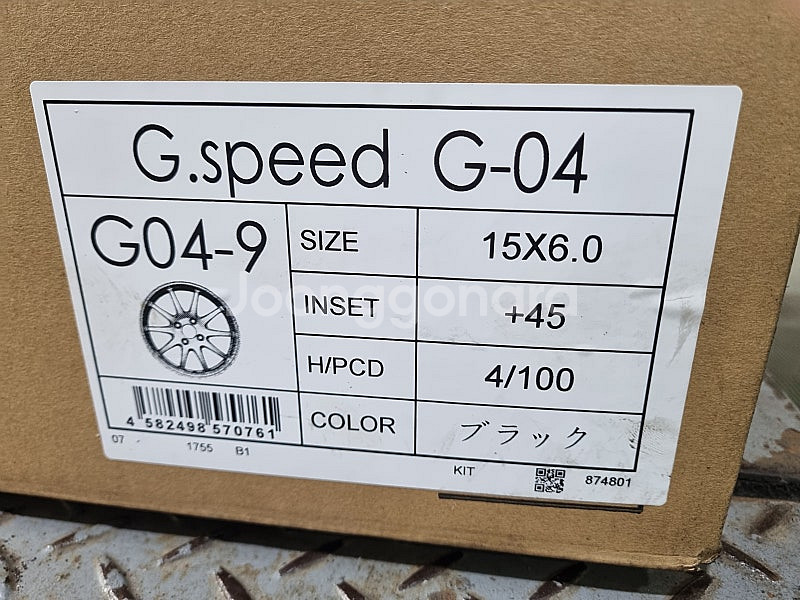 G.speed G-04
G04-9
SIZE 15X6.0
INSET +45
H/PCD 4/100
COLOR ブラック
4 582498 570761
07 1755 B1
KIT 874801
Joonggonara